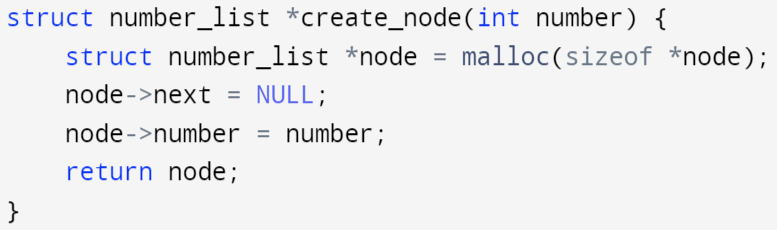 struct number_list *create_node(int number) {
    struct number_list *node = malloc(sizeof *node);
    node->next = NULL;
    node->number = number;
    return node;
}